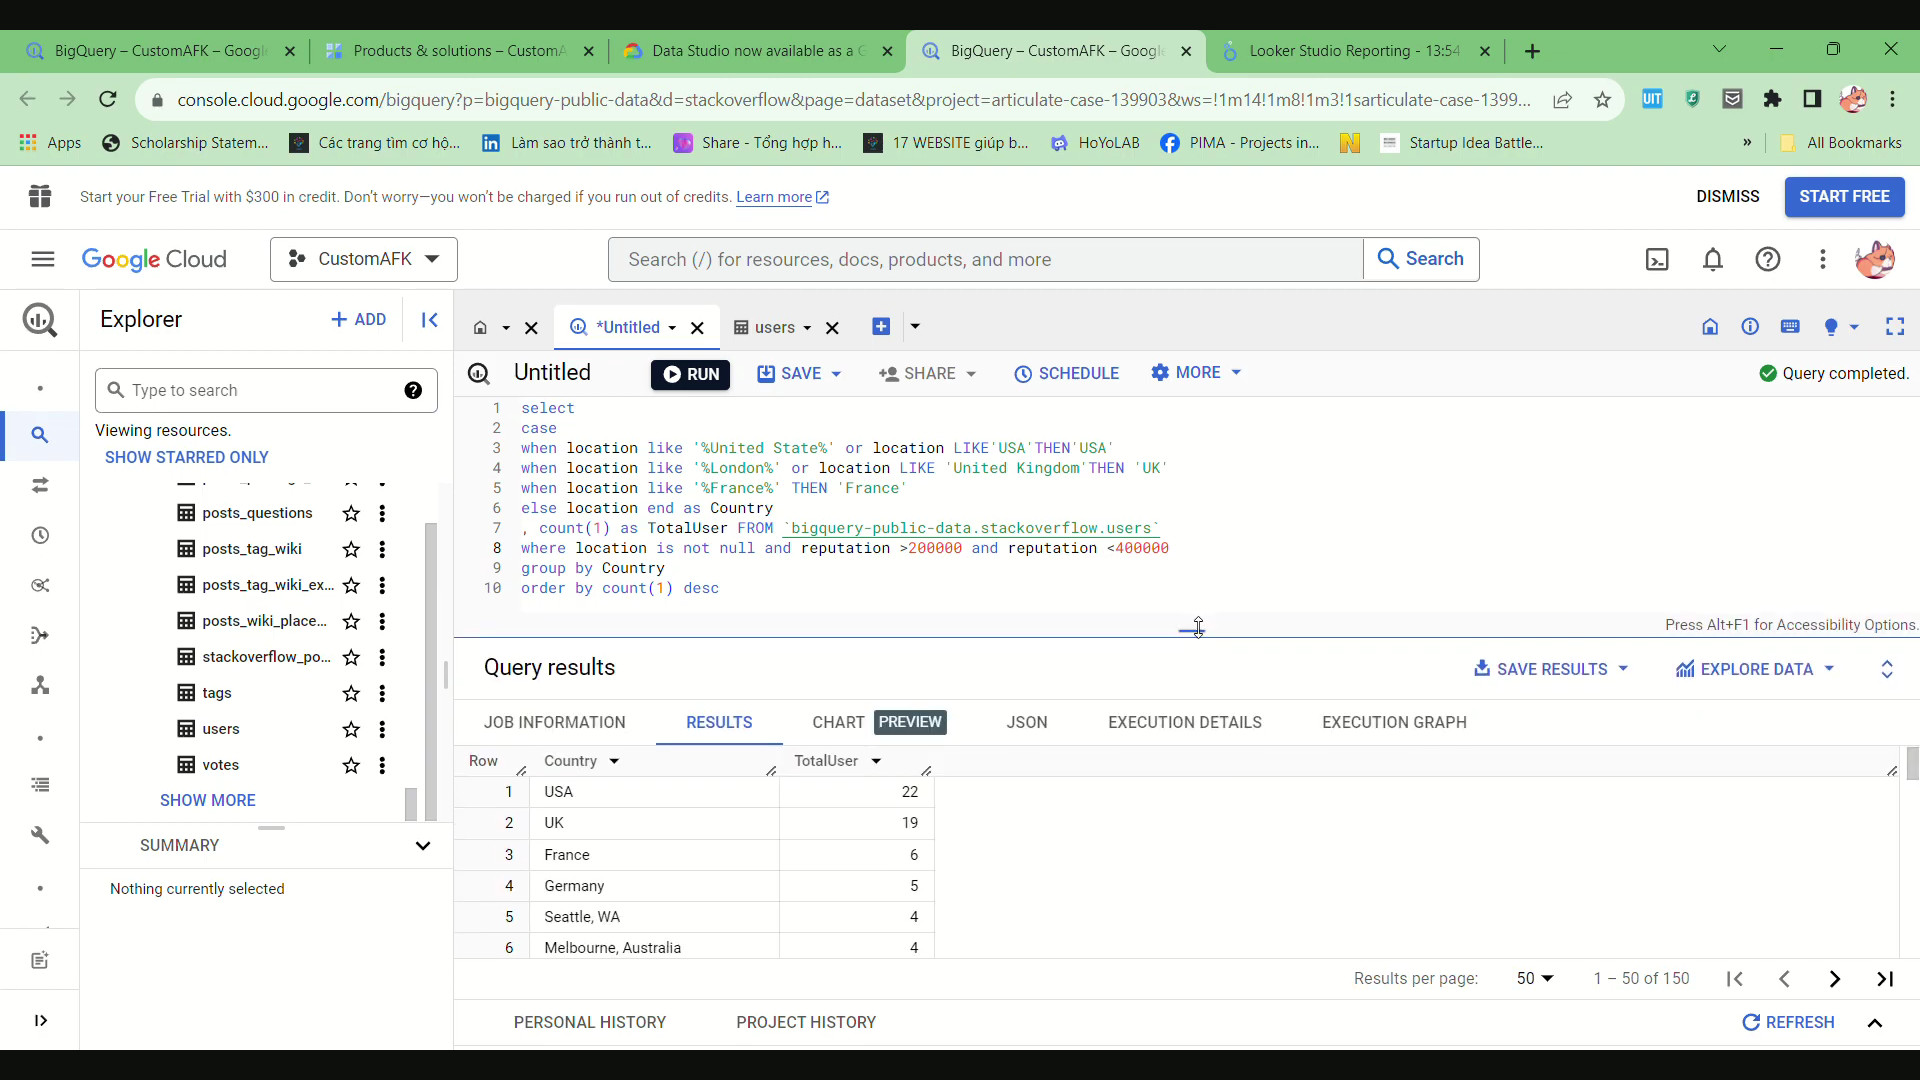 BigQuery – CustomAFK – Googl
Products & solutions – CustomA
Data Studio now available as a G
BigQuery – CustomAFK – Google
Looker Studio Reporting - 13:54
console.cloud.google.com/bigquery?p=bigquery-public-data&d=stackoverflow&page=dataset&project=articulate-case-139903&ws=!1m14!1m8!1m3!1sarticulate-case-1399...
UIT
Apps
Scholarship Statem...
Các trang tìm cơ hộ...
Làm sao trở thành t...
Share - Tổng hợp h...
17 WEBSITE giúp b...
HoYoLAB
PIMA - Projects in...
Startup Idea Battle...
»
All Bookmarks
Start your Free Trial with $300 in credit. Don't worry—you won't be charged if you run out of credits. Learn more
DISMISS
START FREE
Google Cloud
CustomAFK
Search (/) for resources, docs, products, and more
Search
Explorer
+ ADD
*Untitled
users
Untitled
RUN
SAVE
SHARE
SCHEDULE
MORE
Query completed.
Type to search
Viewing resources.
SHOW STARRED ONLY
posts_questions
posts_tag_wiki
posts_tag_wiki_ex...
posts_wiki_place...
stackoverflow_po...
tags
users
votes
SHOW MORE
SUMMARY
Nothing currently selected
1 select
2 case
3 when location like '%United State%' or location LIKE'USA'THEN'USA'
4 when location like '%London%' or location LIKE 'United Kingdom'THEN 'UK'
5 when location like '%France%' THEN 'France'
6 else location end as Country
7 , count(1) as TotalUser FROM `bigquery-public-data.stackoverflow.users`
8 where location is not null and reputation >200000 and reputation <400000
9 group by Country
10 order by count(1) desc
Press Alt+F1 for Accessibility Options.
Query results
SAVE RESULTS
EXPLORE DATA
JOB INFORMATION
RESULTS
CHART PREVIEW
JSON
EXECUTION DETAILS
EXECUTION GRAPH
Row Country TotalUser
1 USA 22
2 UK 19
3 France 6
4 Germany 5
5 Seattle, WA 4
6 Melbourne, Australia 4
Results per page: 50 1 – 50 of 150
PERSONAL HISTORY
PROJECT HISTORY
REFRESH